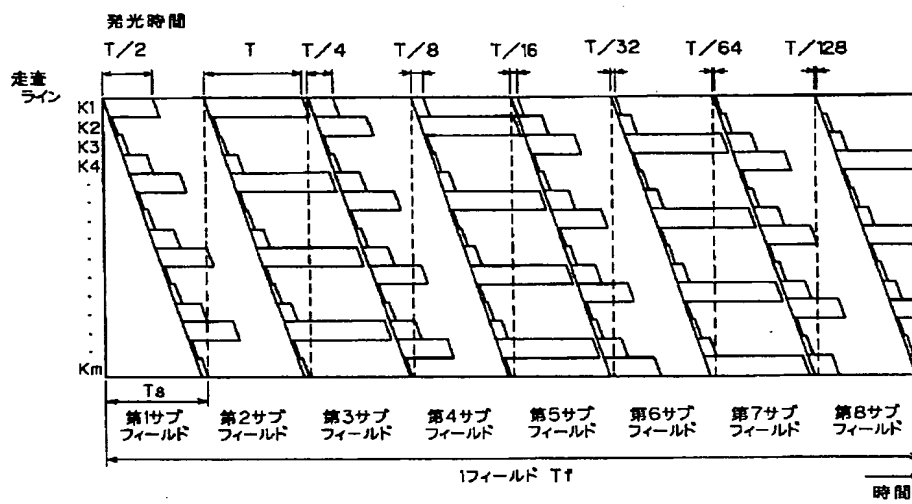 発光時間
T/2 T T/4 T/8 T/16 T/32 T/64 T/128
走査
ライン
K1
K2
K3
K4
Km
Ts
第1サブ
フィールド
第2サブ
フィールド
第3サブ
フィールド
第4サブ
フィールド
第5サブ
フィールド
第6サブ
フィールド
第7サブ
フィールド
第8サブ
フィールド
1フィールド Tf
時間